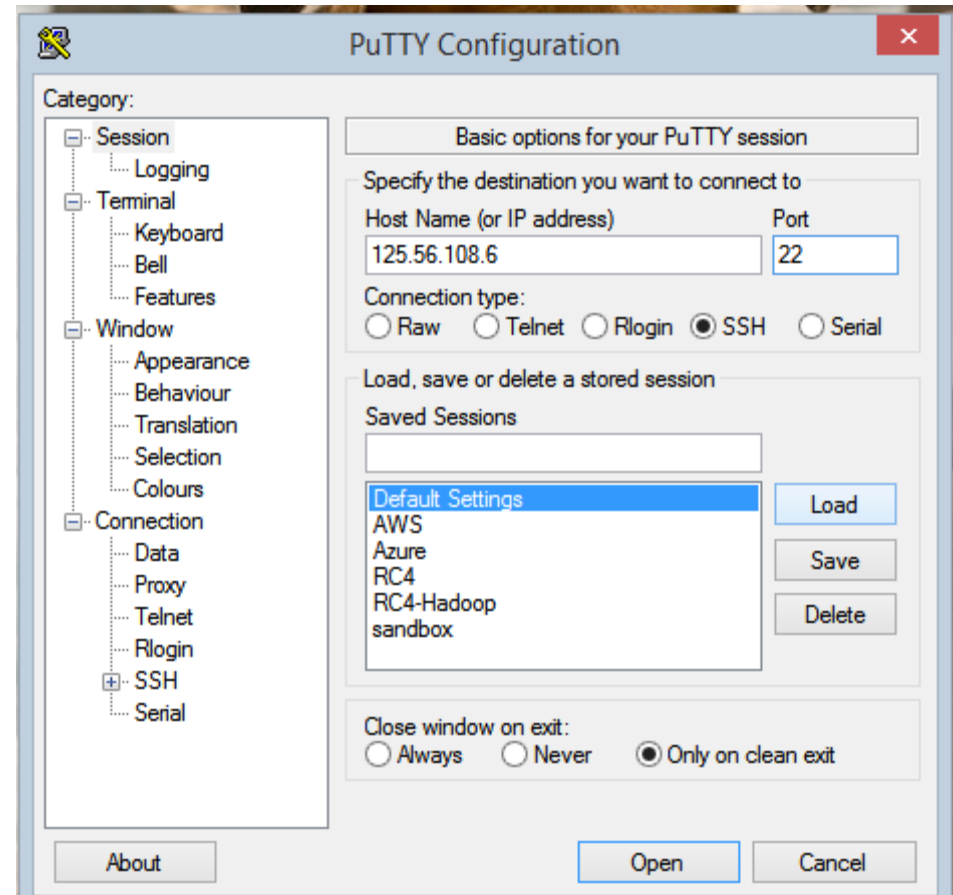 PuTTY Configuration
Category:
Session
Logging
Terminal
Keyboard
Bell
Features
Window
Appearance
Behaviour
Translation
Selection
Colours
Connection
Data
Proxy
Telnet
Rlogin
SSH
Serial
Basic options for your PuTTY session
Specify the destination you want to connect to
Host Name (or IP address) Port
125.56.108.6 22
Connection type:
Raw Telnet Rlogin SSH Serial
Load, save or delete a stored session
Saved Sessions
Default Settings
AWS
Azure
RC4
RC4-Hadoop
sandbox
Load
Save
Delete
Close window on exit:
Always Never Only on clean exit
About Open Cancel